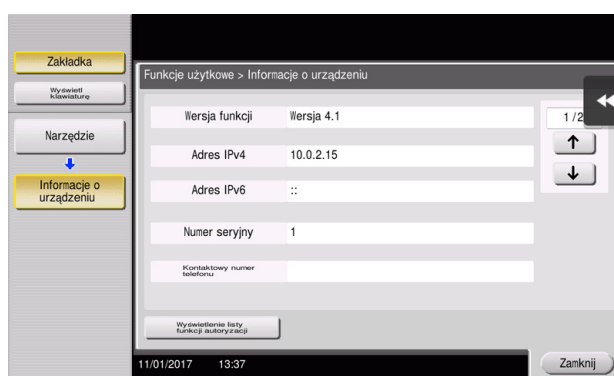 Zakładka
Wyświetl
klawiaturę
Narzędzie
Informacje o
urządzeniu
Funkcje użytkowe > Informacje o urządzeniu
Wersja funkcji Wersja 4.1
1/2
Adres IPv4 10.0.2.15
Adres IPv6 ::
Numer seryjny 1
Kontaktowy numer
telefonu
Wyświetlenie listy
funkcji autoryzacji
11/01/2017 13:37
Zamknij